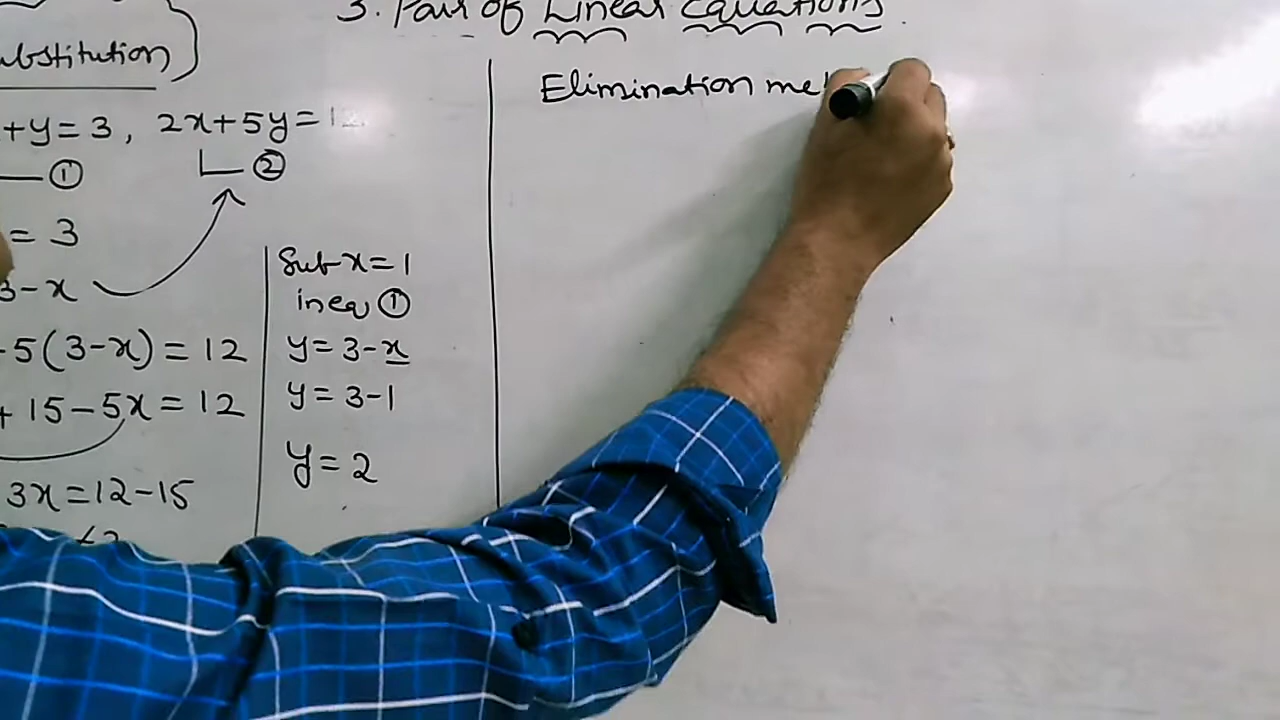 3. Pair of Linear Equations.
ubstitution)
+y=3, 2x+5y=12
① ②
= 3
3-x
-5(3-x)=12
+ 15-5x=12
3x=12-15
Sub x=1
in eq ①
y=3-x
y=3-1
y=2
Elimination me